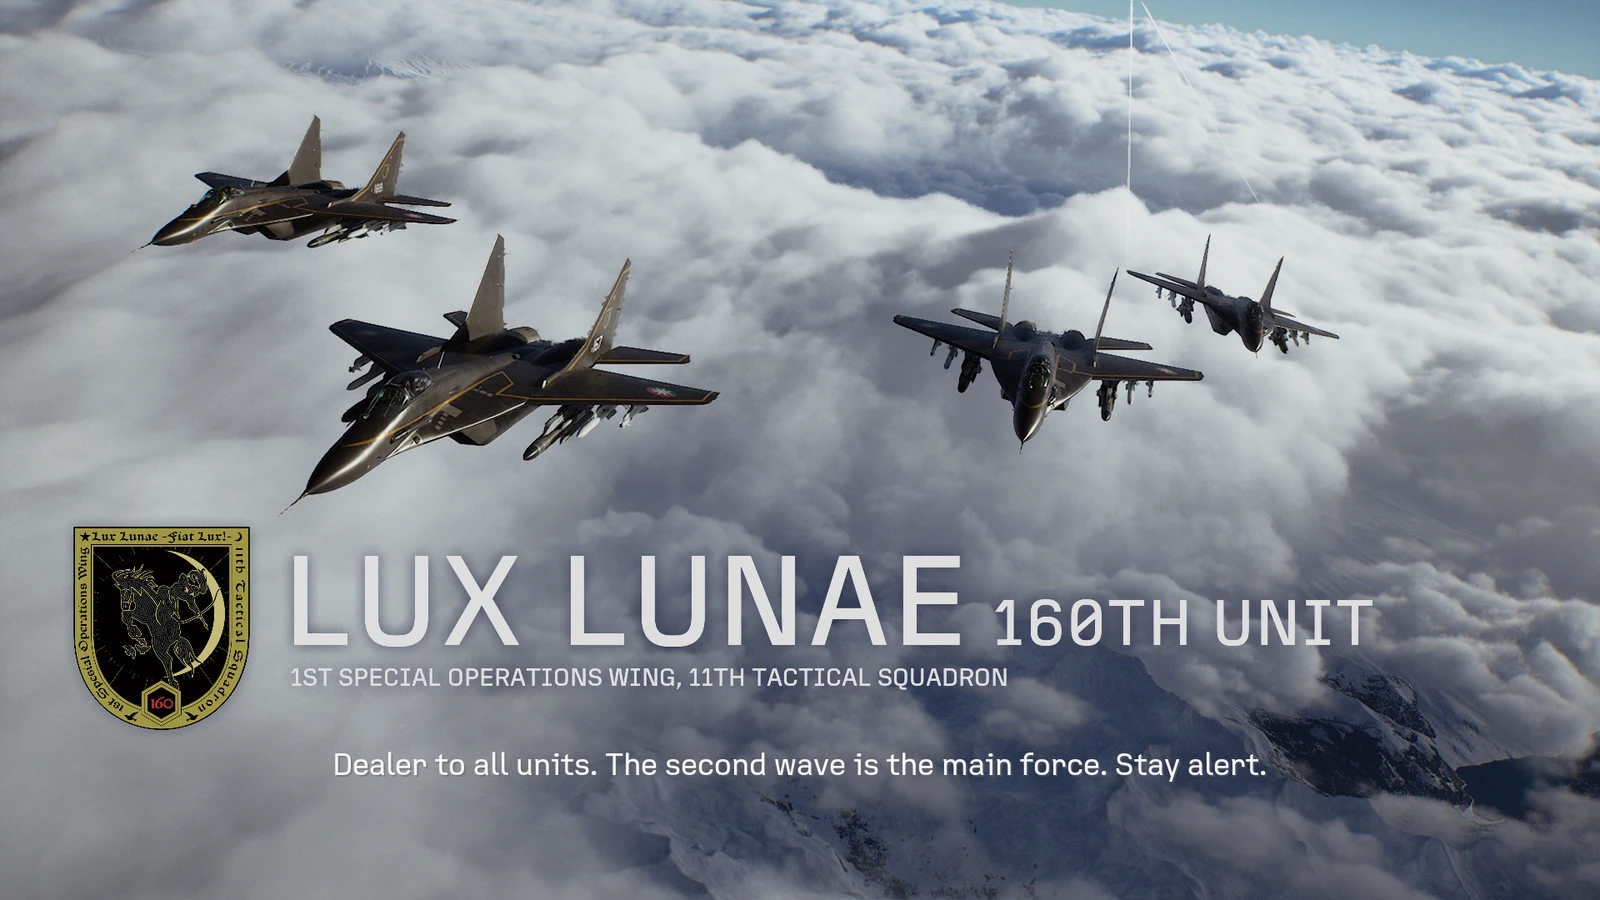 ★Lux Lunae -Fiat Lux!-☽
1st Special Operations Wing
11th Tactical Squadron
160
LUX LUNAE 160TH UNIT
1ST SPECIAL OPERATIONS WING, 11TH TACTICAL SQUADRON
Dealer to all units. The second wave is the main force. Stay alert.